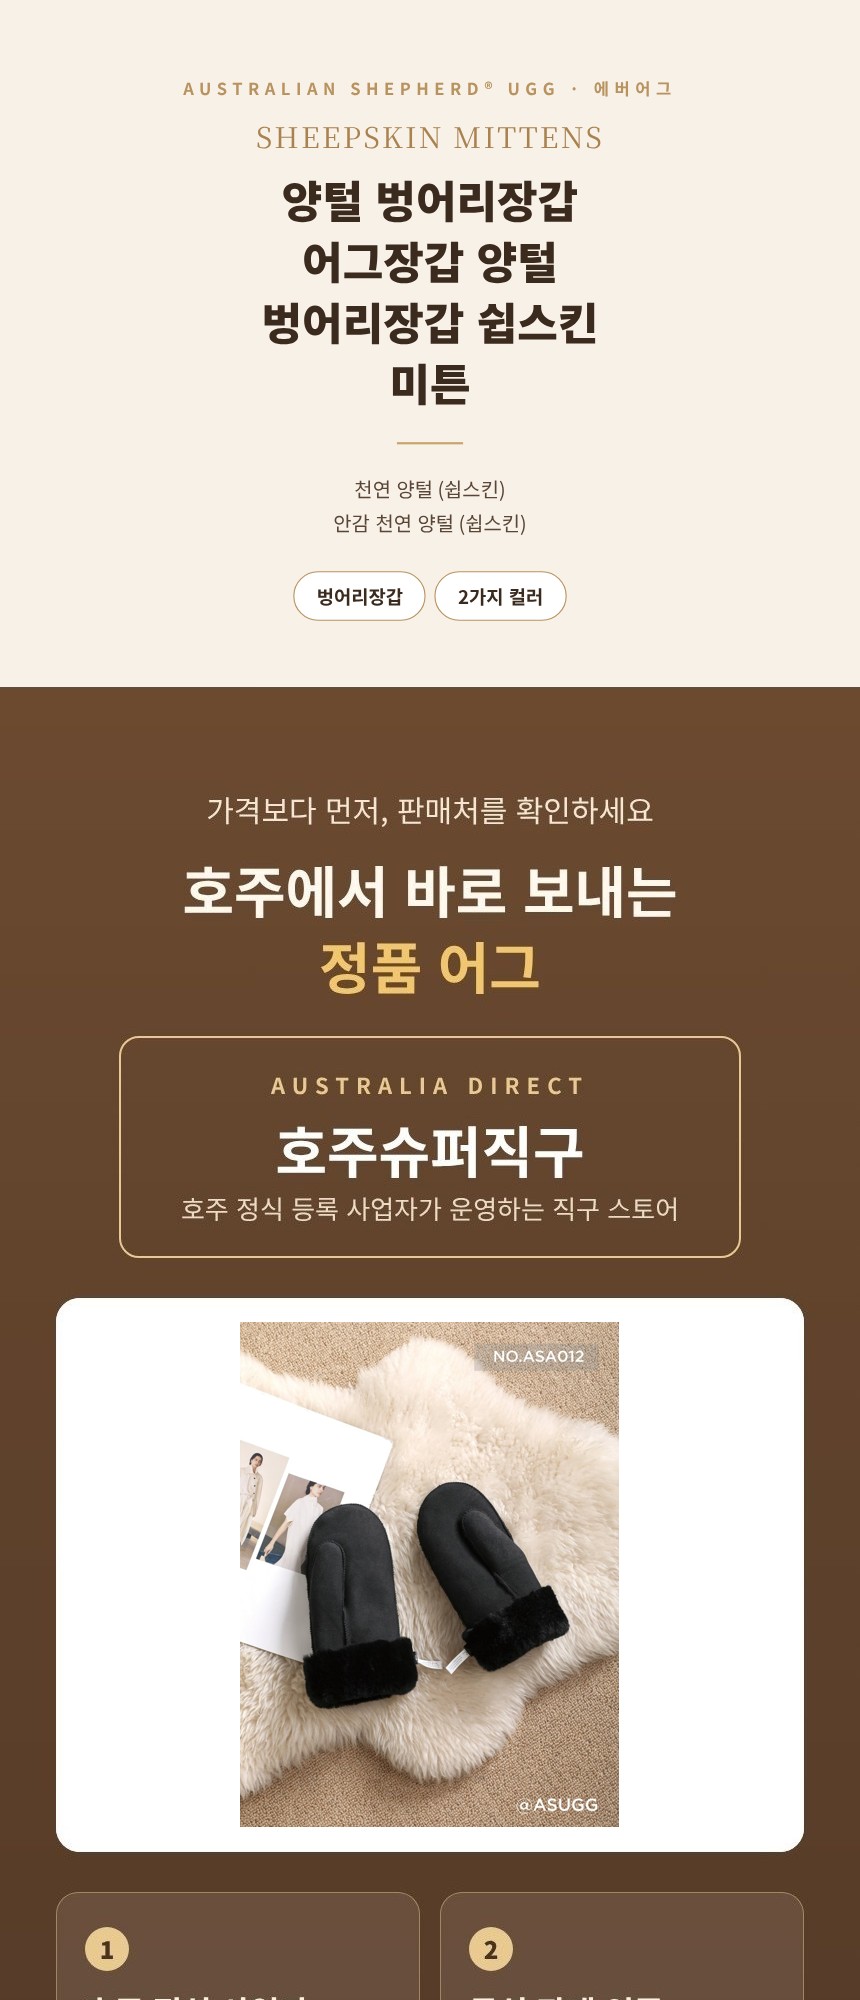 AUSTRALIAN SHEPHERD® UGG · 에버어그
SHEEPSKIN MITTENS
양털 벙어리장갑
어그장갑 양털
벙어리장갑 쉽스킨
미튼
천연 양털 (쉽스킨)
안감 천연 양털 (쉽스킨)
벙어리장갑
2가지 컬러
가격보다 먼저, 판매처를 확인하세요
호주에서 바로 보내는
정품 어그
AUSTRALIA DIRECT
호주슈퍼직구
호주 정식 등록 사업자가 운영하는 직구 스토어
NO.ASA012
@ASUGG
1
2